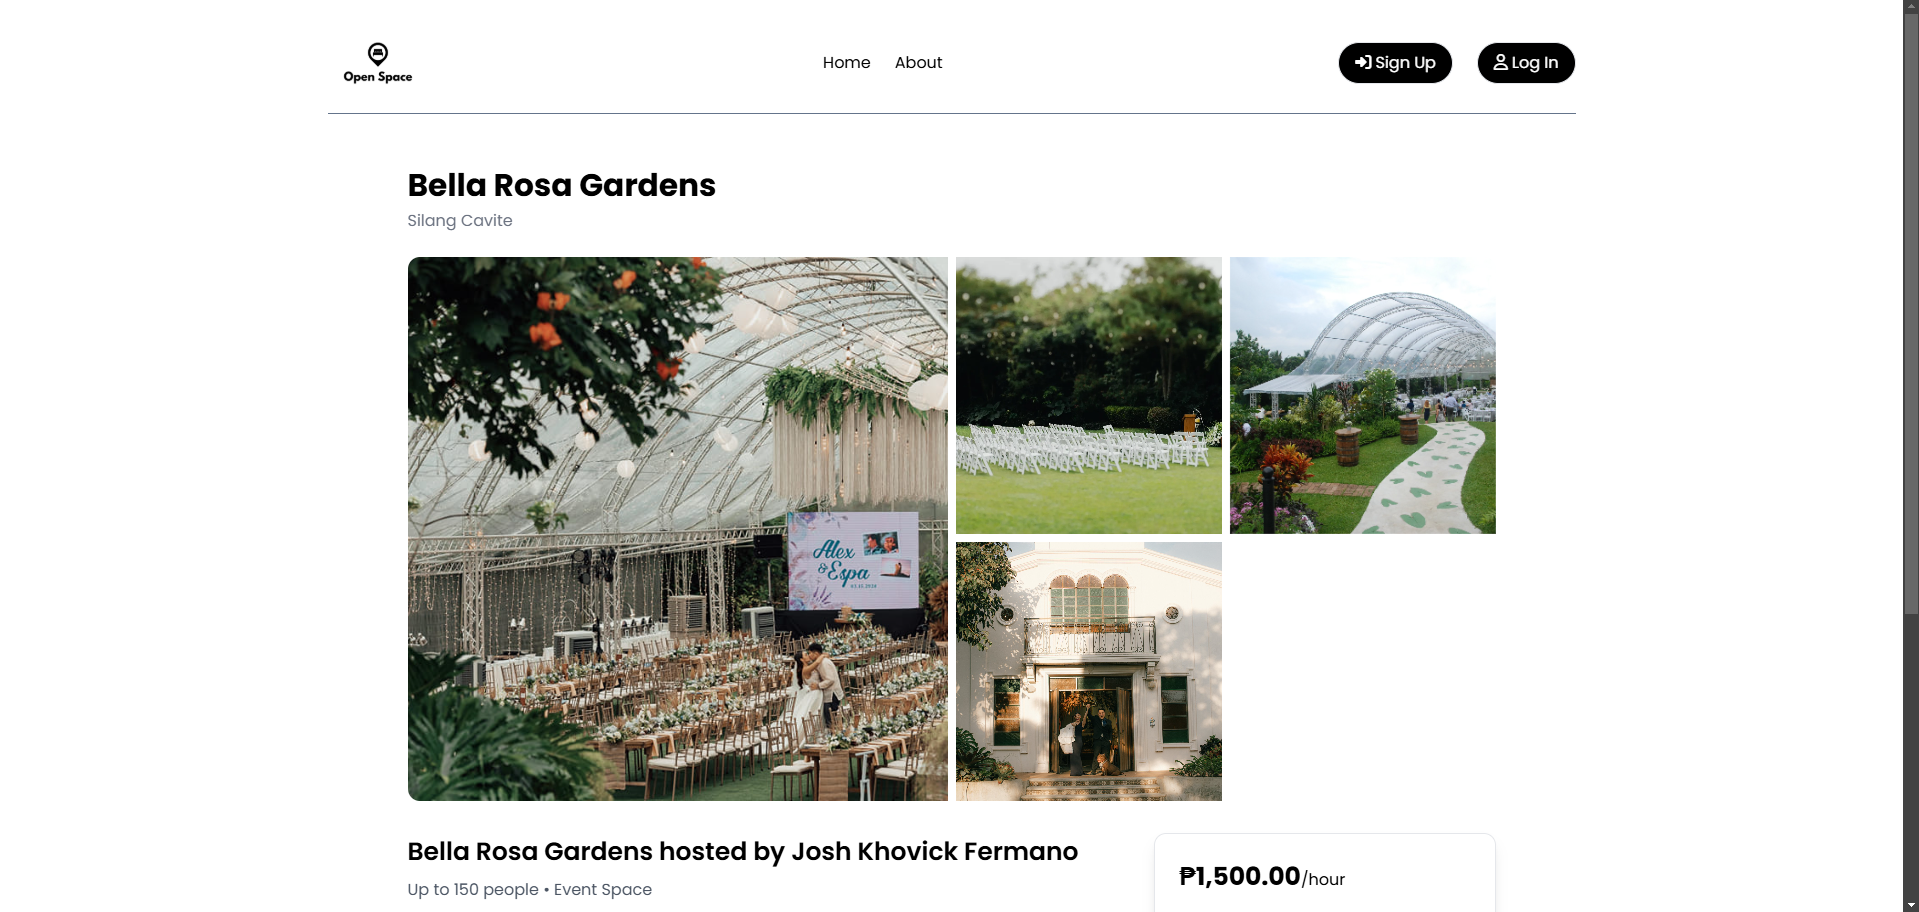 Open Space
Home
About
Sign Up
Log In
Bella Rosa Gardens
Silang Cavite
Alex
& Espa
Bella Rosa Gardens hosted by Josh Khovick Fermano
Up to 150 people • Event Space
₱1,500.00/hour